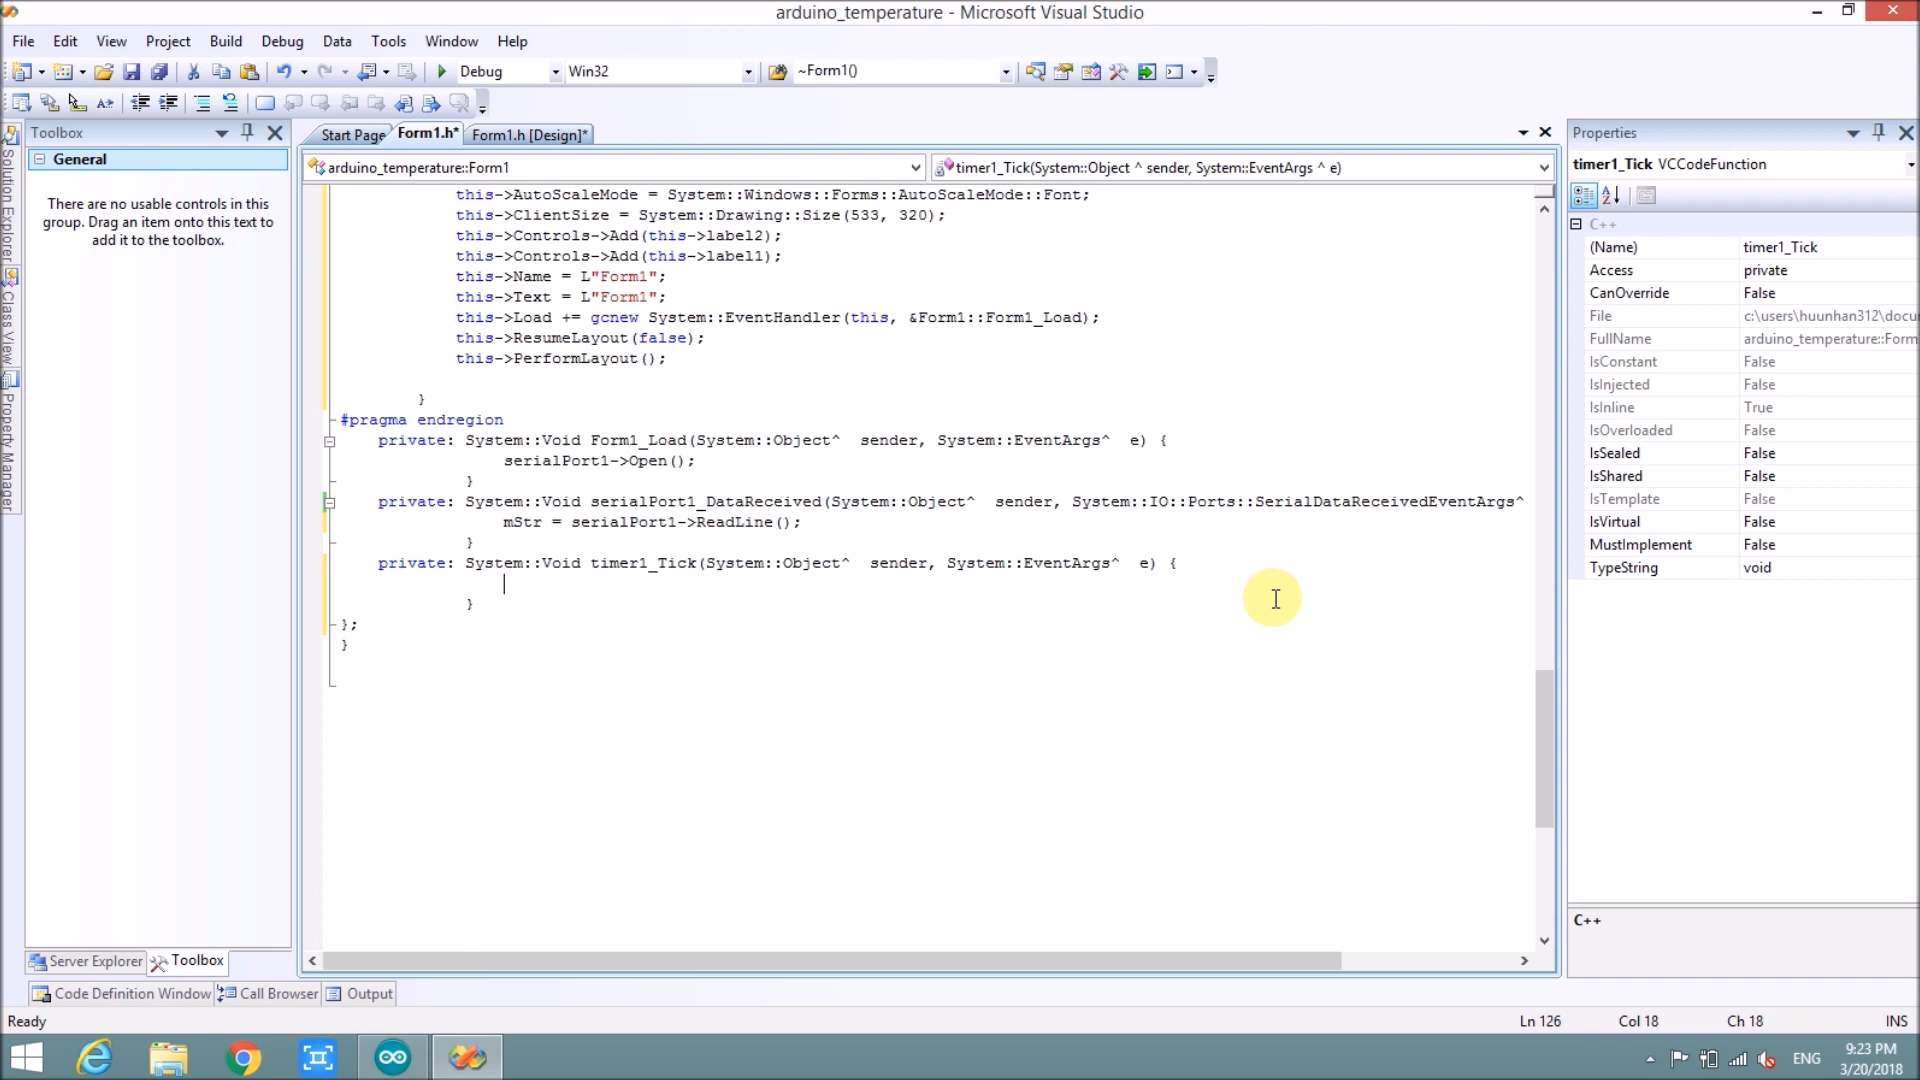 arduino_temperature - Microsoft Visual Studio
File Edit View Project Build Debug Data Tools Window Help
Debug Win32 ~Form1()
Toolbox
General
There are no usable controls in this
group. Drag an item onto this text to
add it to the toolbox.
Solution Explorer
Class View
Property Manager
Start Page Form1.h* Form1.h [Design]*
arduino_temperature::Form1 timer1_Tick(System::Object ^ sender, System::EventArgs ^ e)
this->AutoScaleMode = System::Windows::Forms::AutoScaleMode::Font;
this->ClientSize = System::Drawing::Size(533, 320);
this->Controls->Add(this->label2);
this->Controls->Add(this->label1);
this->Name = L"Form1";
this->Text = L"Form1";
this->Load += gcnew System::EventHandler(this, &Form1::Form1_Load);
this->ResumeLayout(false);
this->PerformLayout();
}
#pragma endregion
private: System::Void Form1_Load(System::Object^  sender, System::EventArgs^  e) {
serialPort1->Open();
}
private: System::Void serialPort1_DataReceived(System::Object^  sender, System::IO::Ports::SerialDataReceivedEventArgs^
mStr = serialPort1->ReadLine();
}
private: System::Void timer1_Tick(System::Object^  sender, System::EventArgs^  e) {
}
};
}
Properties
timer1_Tick VCCodeFunction
C++
(Name) timer1_Tick
Access private
CanOverride False
File c:\users\huunhan312\docu
FullName arduino_temperature::Form
IsConstant False
IsInjected False
IsInline True
IsOverloaded False
IsSealed False
IsShared False
IsTemplate False
IsVirtual False
MustImplement False
TypeString void
C++
Server Explorer Toolbox
Code Definition Window Call Browser Output
Ready Ln 126 Col 18 Ch 18 INS
ENG 9:23 PM
3/20/2018